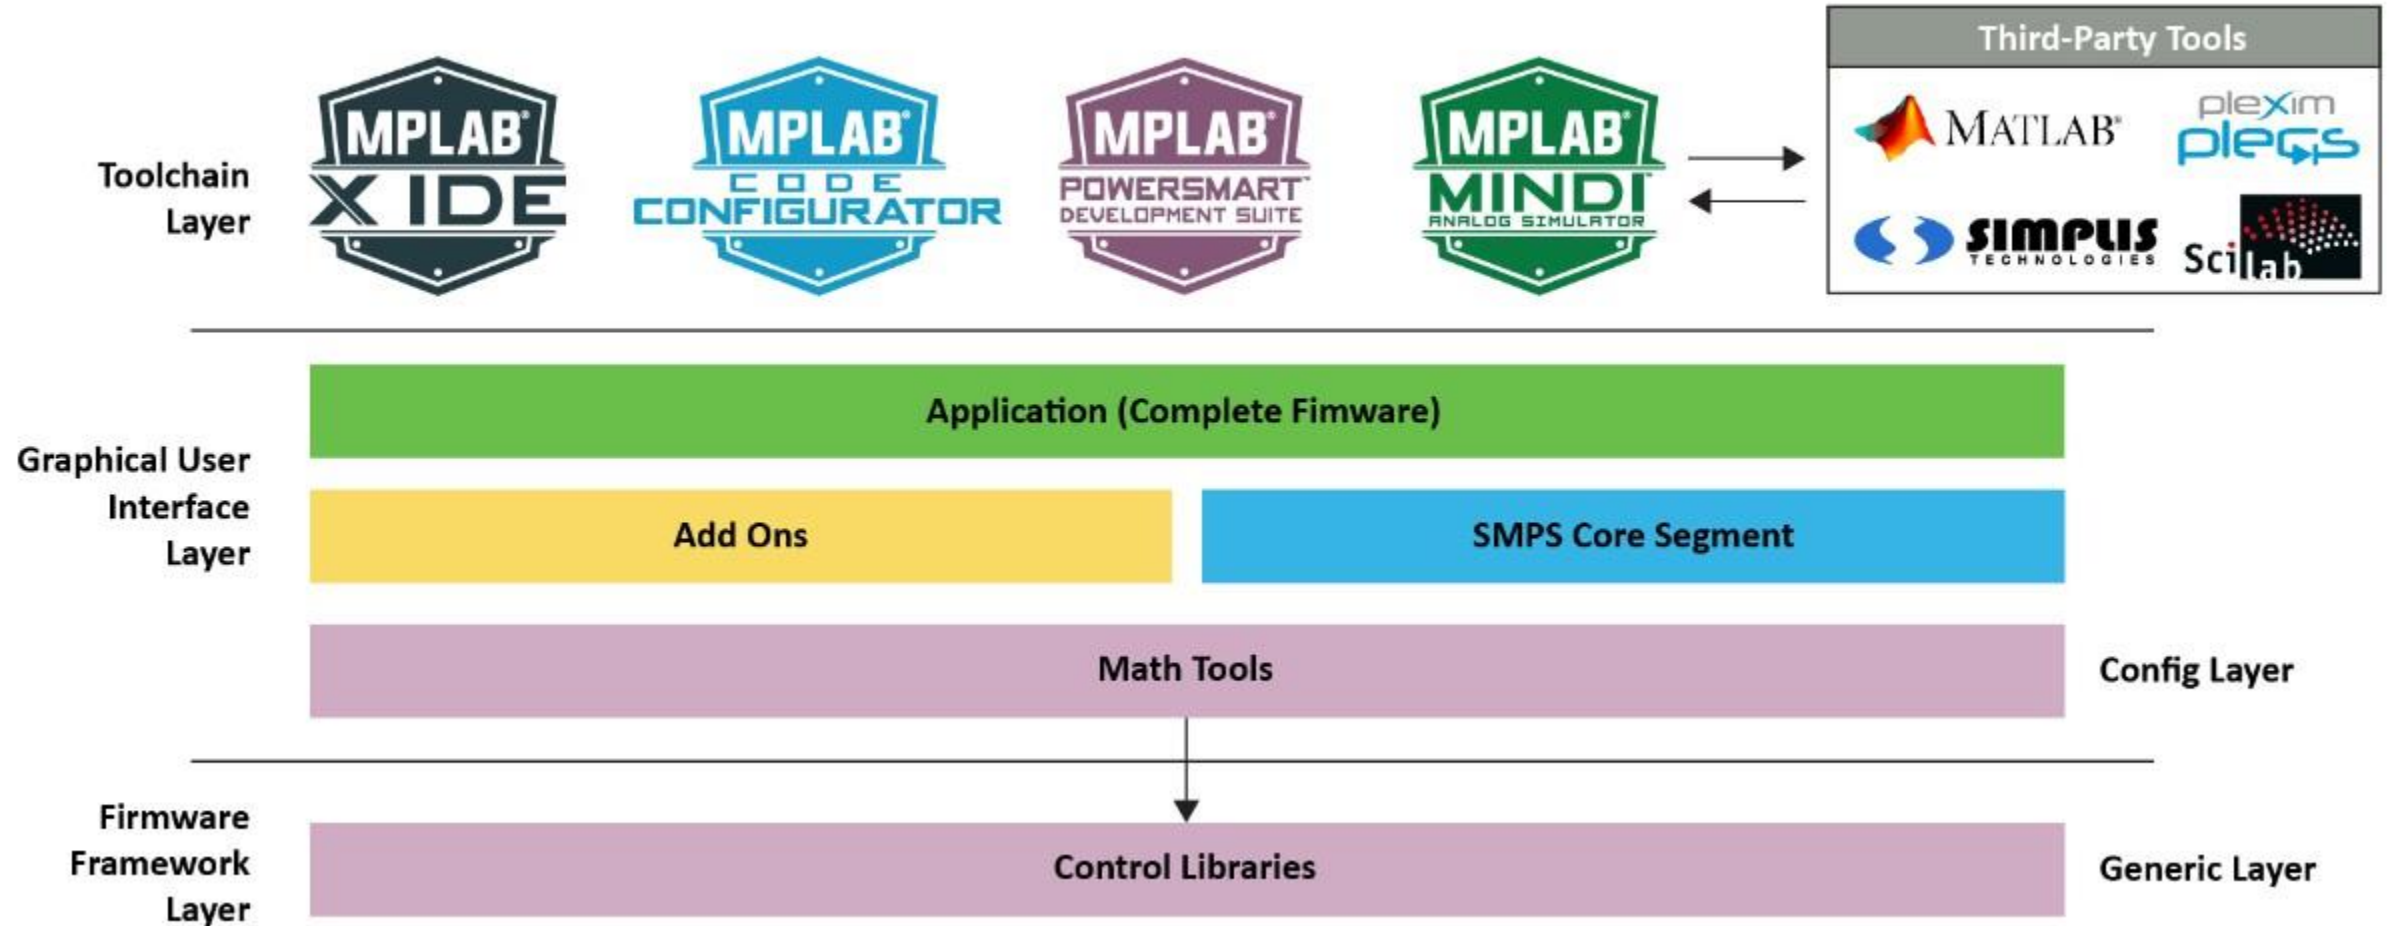 Third-Party Tools
MPLAB®
X IDE
MPLAB®
CODE
CONFIGURATOR
MPLAB®
POWERSMART™
DEVELOPMENT SUITE
MPLAB®
MINDI™
ANALOG SIMULATOR
MATLAB®
plexim
plecs
SIMPLIS
TECHNOLOGIES
Scilab
Toolchain
Layer
Application (Complete Fimware)
Graphical User
Interface
Layer
Add Ons
SMPS Core Segment
Math Tools
Config Layer
Firmware
Framework
Layer
Control Libraries
Generic Layer